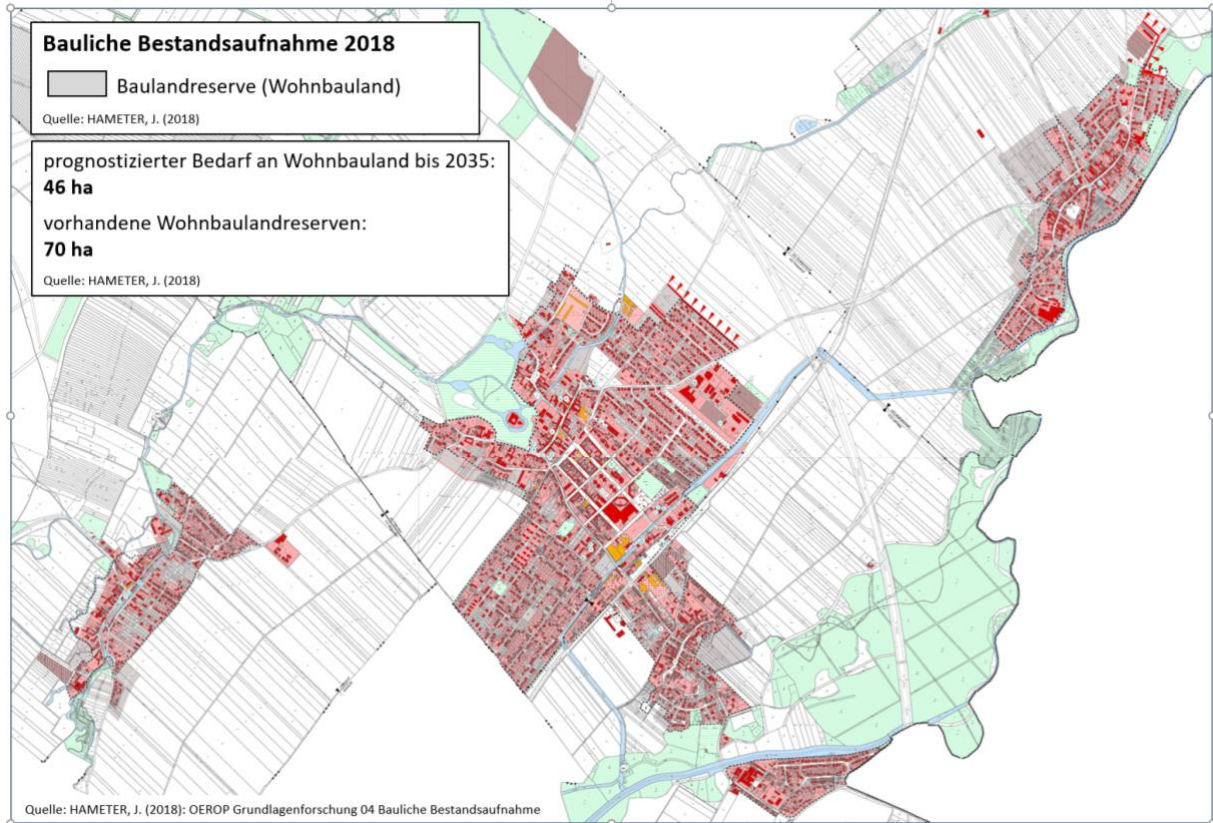 Bauliche Bestandsaufnahme 2018
Baulandreserve (Wohnbauland)
Quelle: HAMETER, J. (2018)
prognostizierter Bedarf an Wohnbauland bis 2035:
46 ha
vorhandene Wohnbaulandreserven:
70 ha
Quelle: HAMETER, J. (2018)
Quelle: HAMETER, J. (2018): OEROP Grundlagenforschung 04 Bauliche Bestandsaufnahme